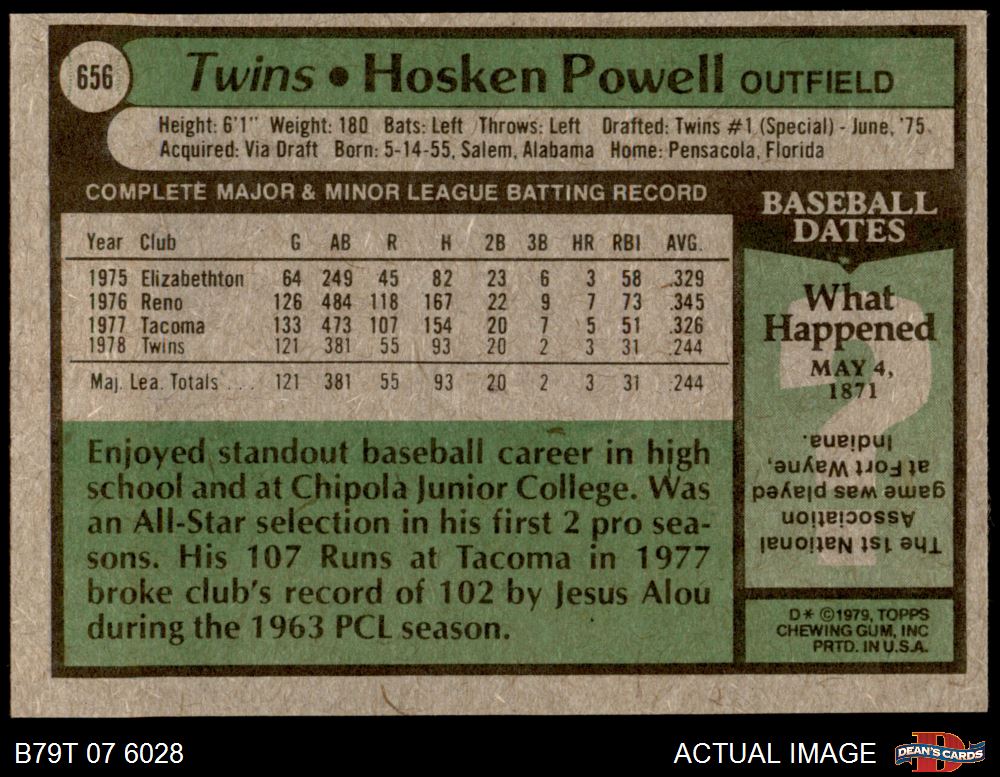 656
Twins • Hosken Powell OUTFIELD
Height: 6'1" Weight: 180 Bats: Left Throws: Left Drafted: Twins #1 (Special) - June, '75
Acquired: Via Draft Born: 5-14-55, Salem, Alabama Home: Pensacola, Florida
COMPLETE MAJOR & MINOR LEAGUE BATTING RECORD
Year Club G AB R H 2B 3B HR RBI AVG.
1975 Elizabethton 64 249 45 82 23 6 3 58 .329
1976 Reno 126 484 118 167 22 9 7 73 .345
1977 Tacoma 133 473 107 154 20 7 5 51 .326
1978 Twins 121 381 55 93 20 2 3 31 .244
Maj. Lea. Totals . . . 121 381 55 93 20 2 3 31 .244
Enjoyed standout baseball career in high
school and at Chipola Junior College. Was
an All-Star selection in his first 2 pro sea-
sons. His 107 Runs at Tacoma in 1977
broke club's record of 102 by Jesus Alou
during the 1963 PCL season.
BASEBALL
DATES
What
Happened
MAY 4,
1871
?
The 1st National
Association
game was played
at Fort Wayne,
Indiana.
D* ©1979, TOPPS
CHEWING GUM, INC
PRTD. IN U.S.A.
B79T 07 6028
ACTUAL IMAGE
D
DEAN'S CARDS